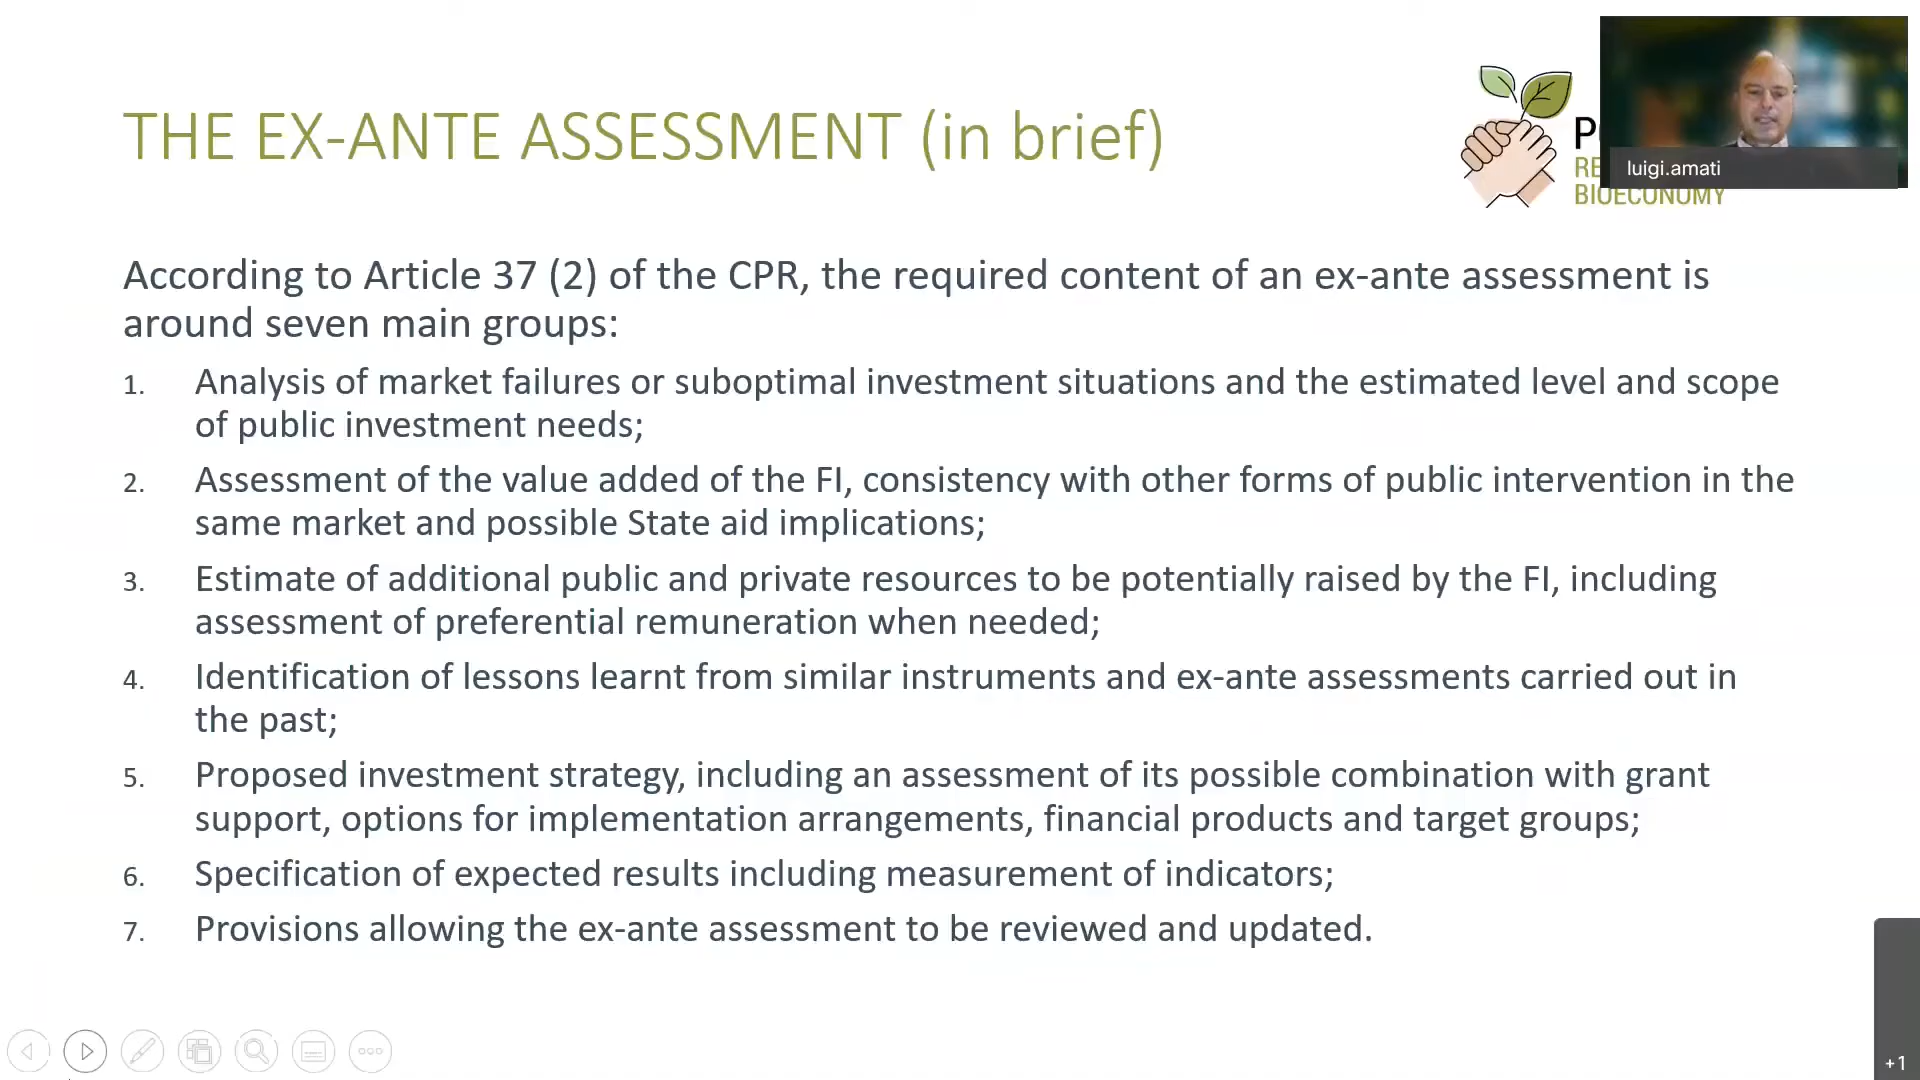 THE EX-ANTE ASSESSMENT (in brief)
luigi.amati
BIOECONOMY
According to Article 37 (2) of the CPR, the required content of an ex-ante assessment is
around seven main groups:
1. Analysis of market failures or suboptimal investment situations and the estimated level and scope
of public investment needs;
2. Assessment of the value added of the FI, consistency with other forms of public intervention in the
same market and possible State aid implications;
3. Estimate of additional public and private resources to be potentially raised by the FI, including
assessment of preferential remuneration when needed;
4. Identification of lessons learnt from similar instruments and ex-ante assessments carried out in
the past;
5. Proposed investment strategy, including an assessment of its possible combination with grant
support, options for implementation arrangements, financial products and target groups;
6. Specification of expected results including measurement of indicators;
7. Provisions allowing the ex-ante assessment to be reviewed and updated.
+1